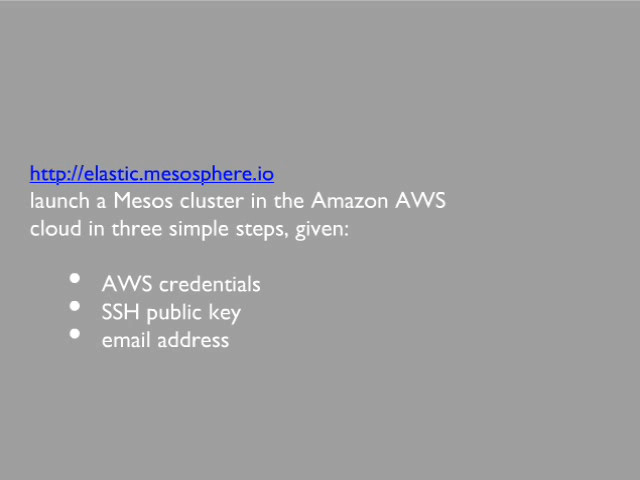 http://elastic.mesosphere.io
launch a Mesos cluster in the Amazon AWS
cloud in three simple steps, given:
• AWS credentials
• SSH public key
• email address